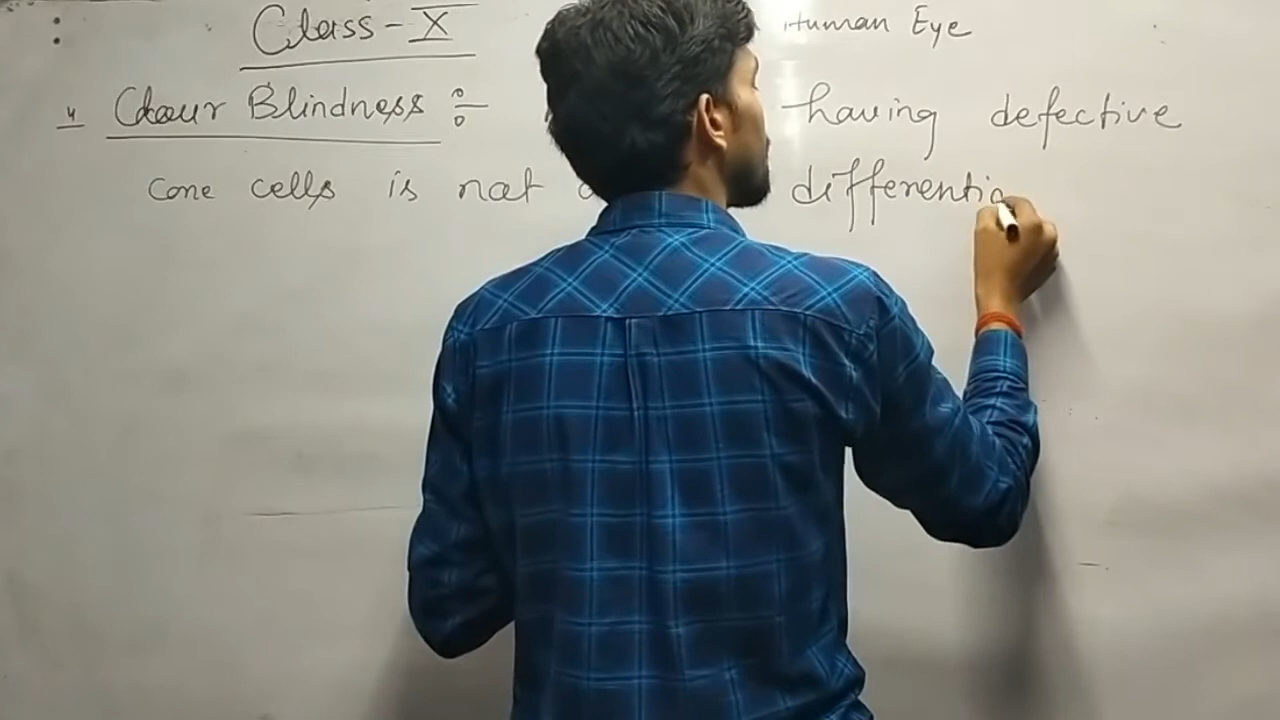 Class - X Human Eye
4 Colour Blindness :- having defective
cone cells is not differentia